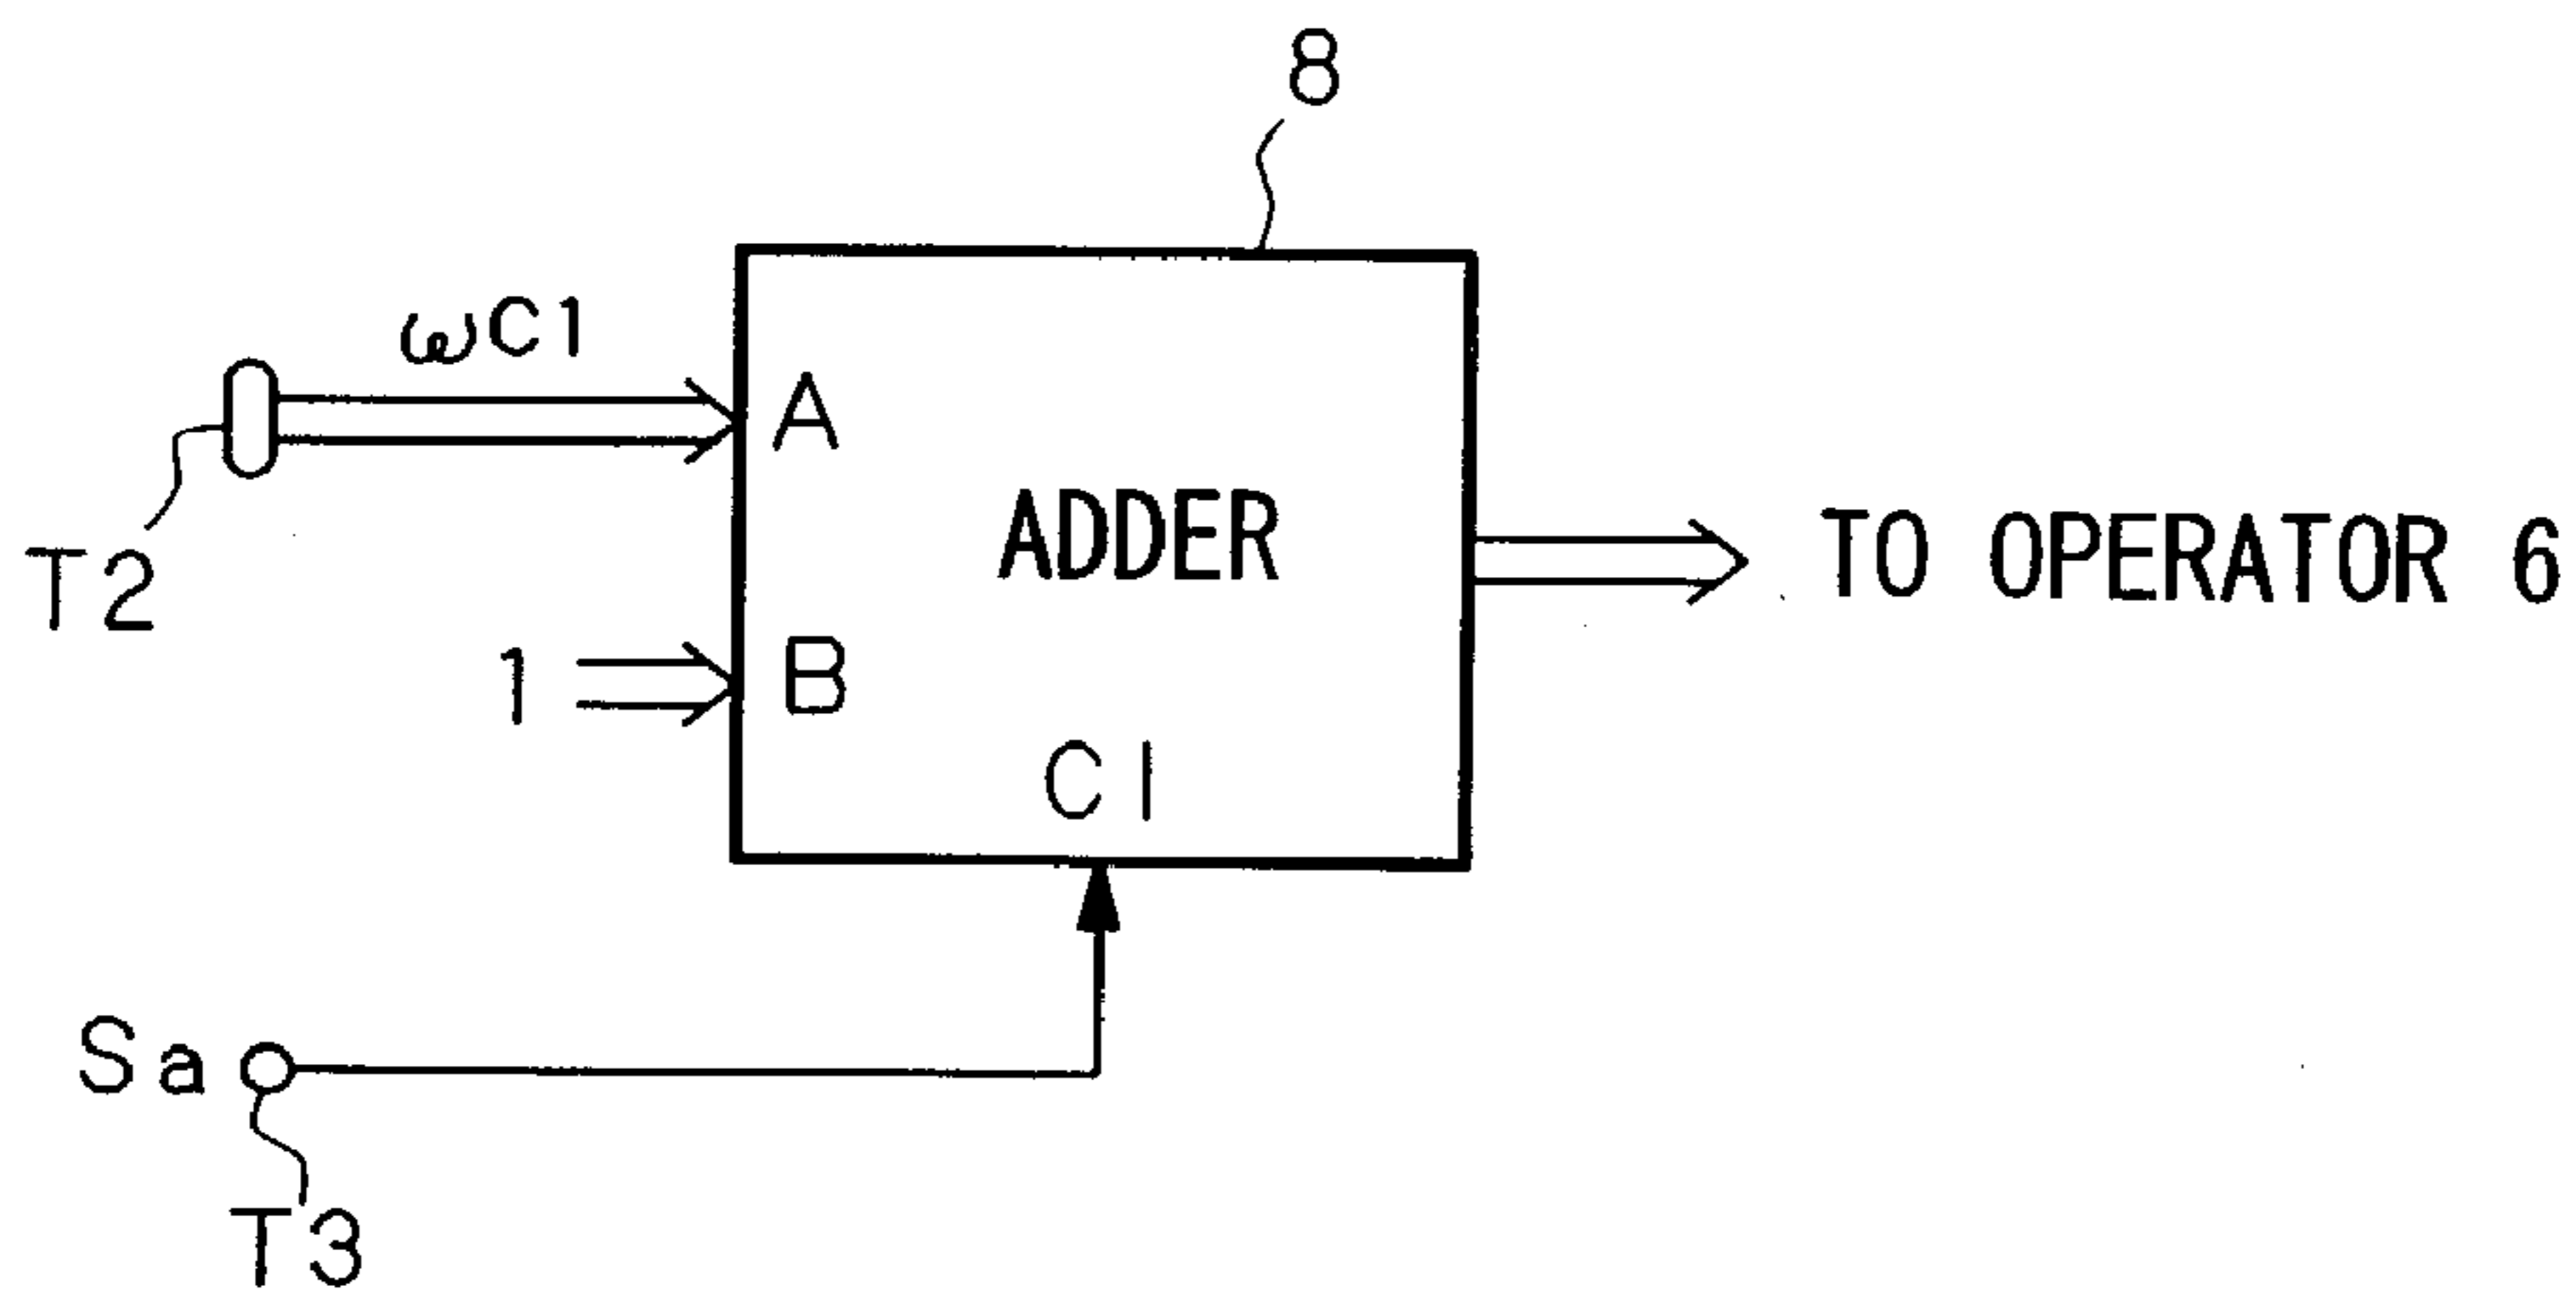 8
ωC1
A
T2
ADDER
TO OPERATOR 6
1
B
CI
Sa
T3